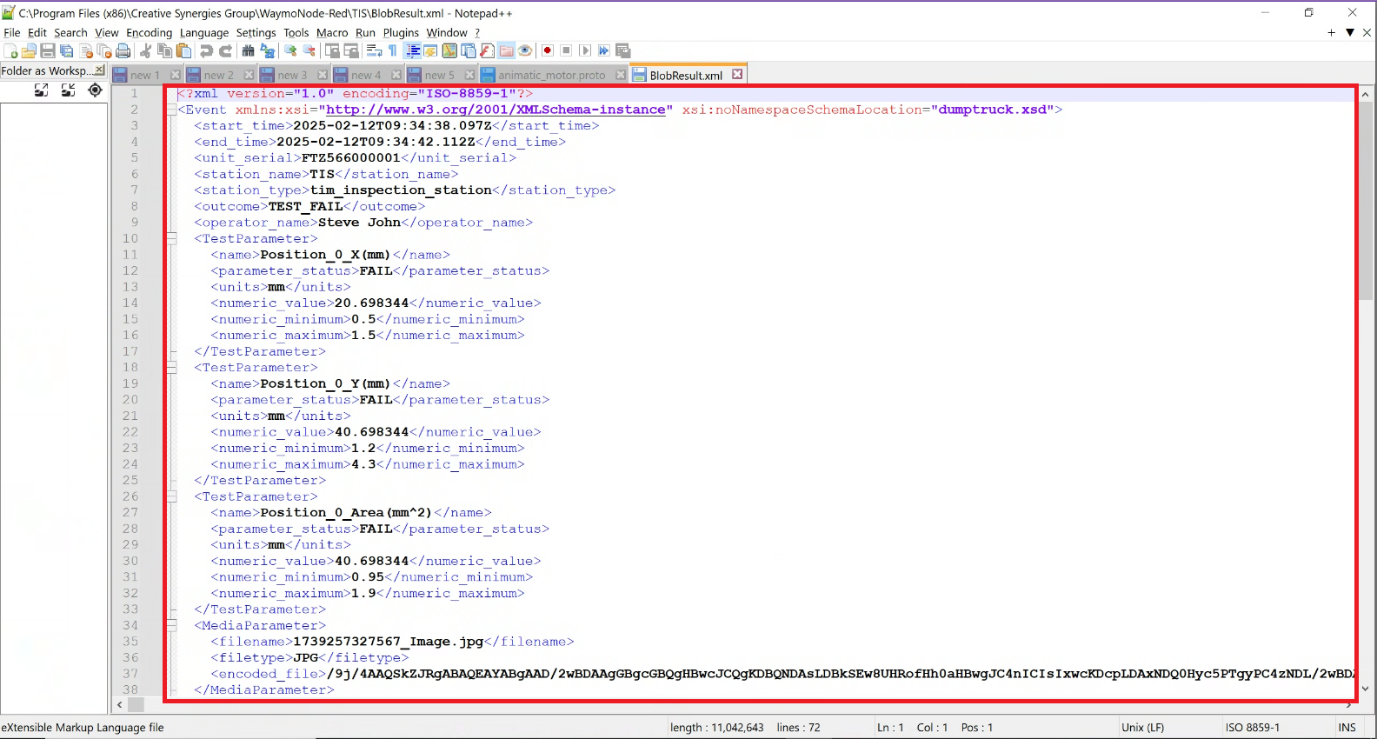 C:\Program Files (x86)\Creative Synergies Group\WaymoNode-Red\TIS\BlobResult.xml - Notepad++
File Edit Search View Encoding Language Settings Tools Macro Run Plugins Window ?
Folder as Worksp...
new 1 new 2 new 3 new 4 new 5 animatic_motor.proto BlobResult.xml
1 <?xml version="1.0" encoding="ISO-8859-1"?>
2 <Event xmlns:xsi="http://www.w3.org/2001/XMLSchema-instance" xsi:noNamespaceSchemaLocation="dumptruck.xsd">
3 <start_time>2025-02-12T09:34:38.097Z</start_time>
4 <end_time>2025-02-12T09:34:42.112Z</end_time>
5 <unit_serial>FTZ566000001</unit_serial>
6 <station_name>TIS</station_name>
7 <station_type>tim_inspection_station</station_type>
8 <outcome>TEST_FAIL</outcome>
9 <operator_name>Steve John</operator_name>
10 <TestParameter>
11 <name>Position_0_X(mm)</name>
12 <parameter_status>FAIL</parameter_status>
13 <units>mm</units>
14 <numeric_value>20.698344</numeric_value>
15 <numeric_minimum>0.5</numeric_minimum>
16 <numeric_maximum>1.5</numeric_maximum>
17 </TestParameter>
18 <TestParameter>
19 <name>Position_0_Y(mm)</name>
20 <parameter_status>FAIL</parameter_status>
21 <units>mm</units>
22 <numeric_value>40.698344</numeric_value>
23 <numeric_minimum>1.2</numeric_minimum>
24 <numeric_maximum>4.3</numeric_maximum>
25 </TestParameter>
26 <TestParameter>
27 <name>Position_0_Area(mm^2)</name>
28 <parameter_status>FAIL</parameter_status>
29 <units>mm</units>
30 <numeric_value>40.698344</numeric_value>
31 <numeric_minimum>0.95</numeric_minimum>
32 <numeric_maximum>1.9</numeric_maximum>
33 </TestParameter>
34 <MediaParameter>
35 <filename>1739257327567_Image.jpg</filename>
36 <filetype>JPG</filetype>
37 <encoded_file>/9j/4AAQSkZJRgABAQEAYABgAAD/2wBDAAgGBgcGBQgHBwcJCQgKDBQNDAsLDBkSEw8UHRofHh0aHBwgJC4nICIsIxwcKDcpLDAxNDQ0Hyc5PTgyPC4zNDL/2wBD
38 </MediaParameter>
eXtensible Markup Language file length : 11,042,643 lines : 72 Ln : 1 Col : 1 Pos : 1 Unix (LF) ISO 8859-1 INS